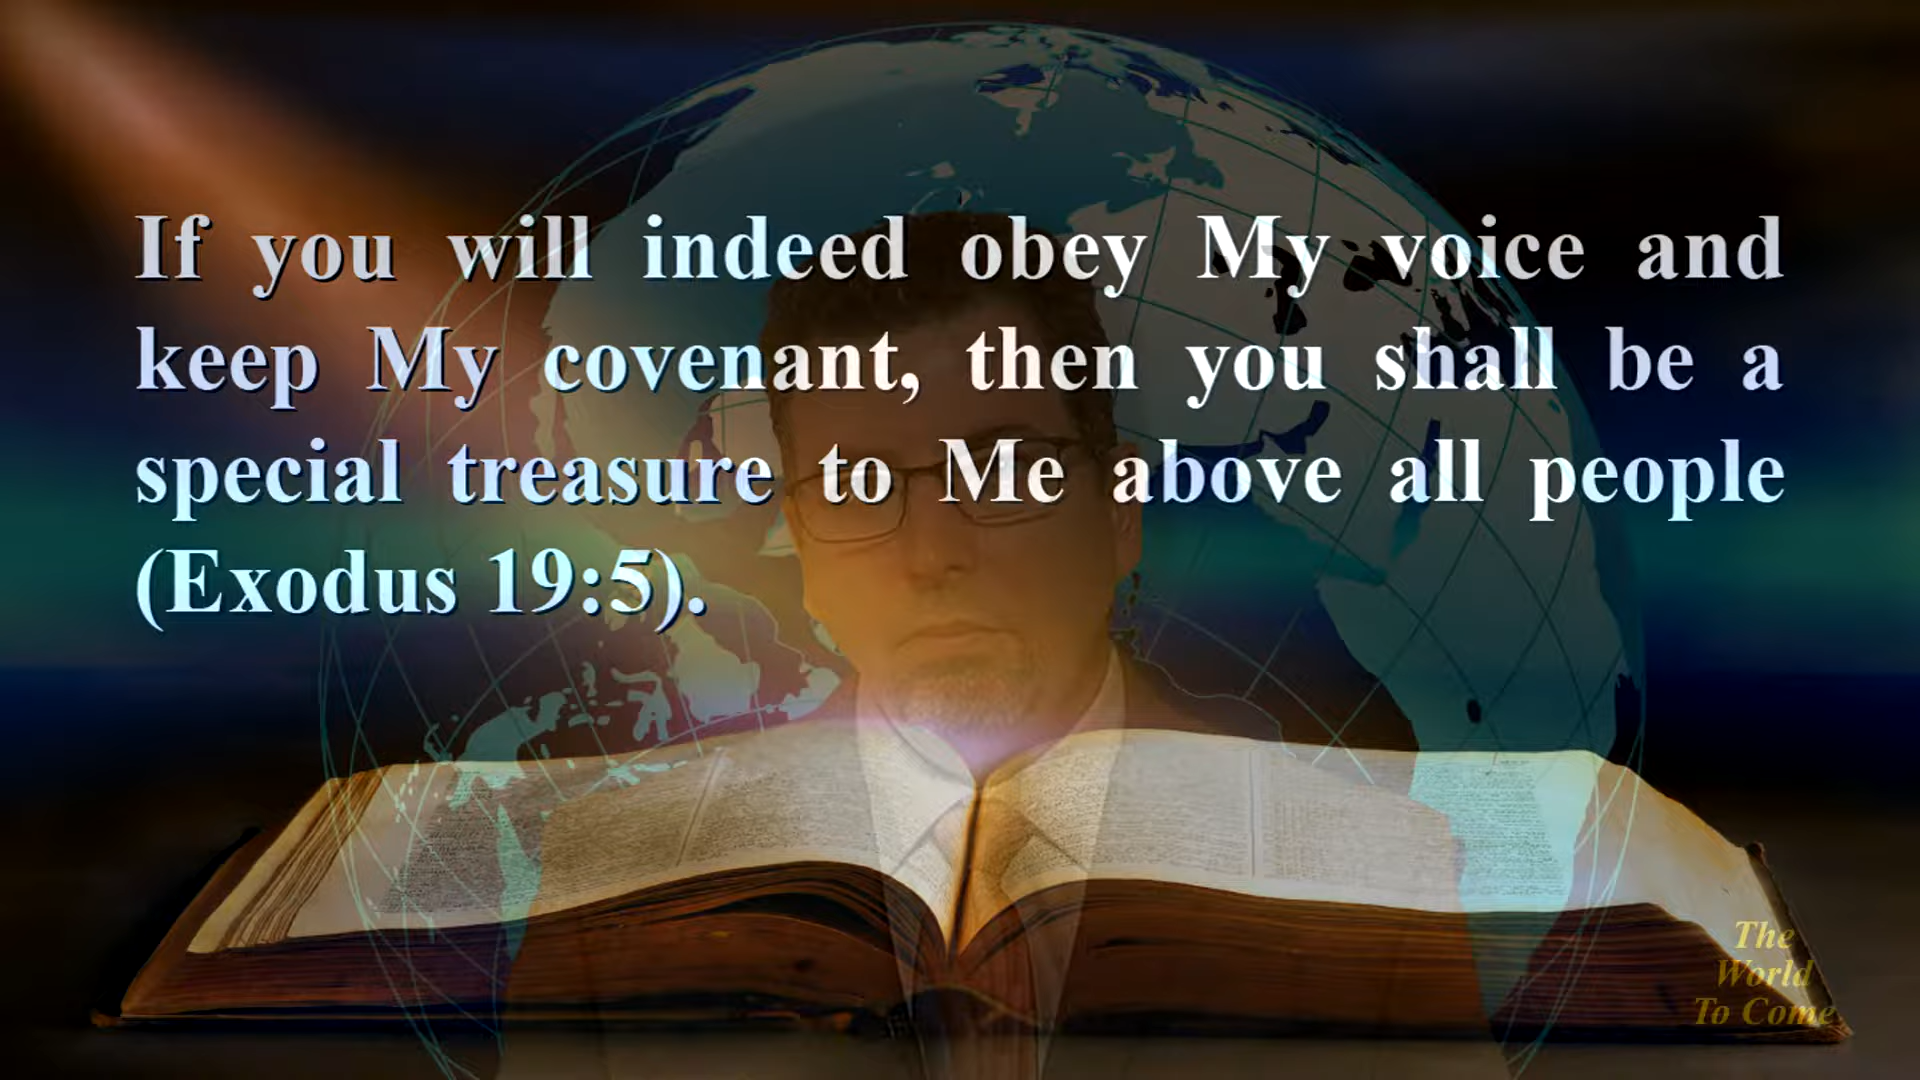 If you will indeed obey My voice and
keep My covenant, then you shall be a
special treasure to Me above all people
(Exodus 19:5).
The
World
To Come